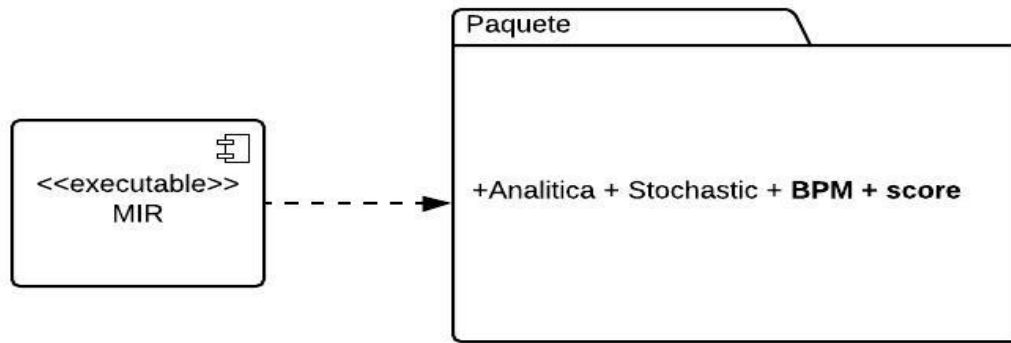 Paquete
<<executable>>
MIR
+Analitica + Stochastic + BPM + score